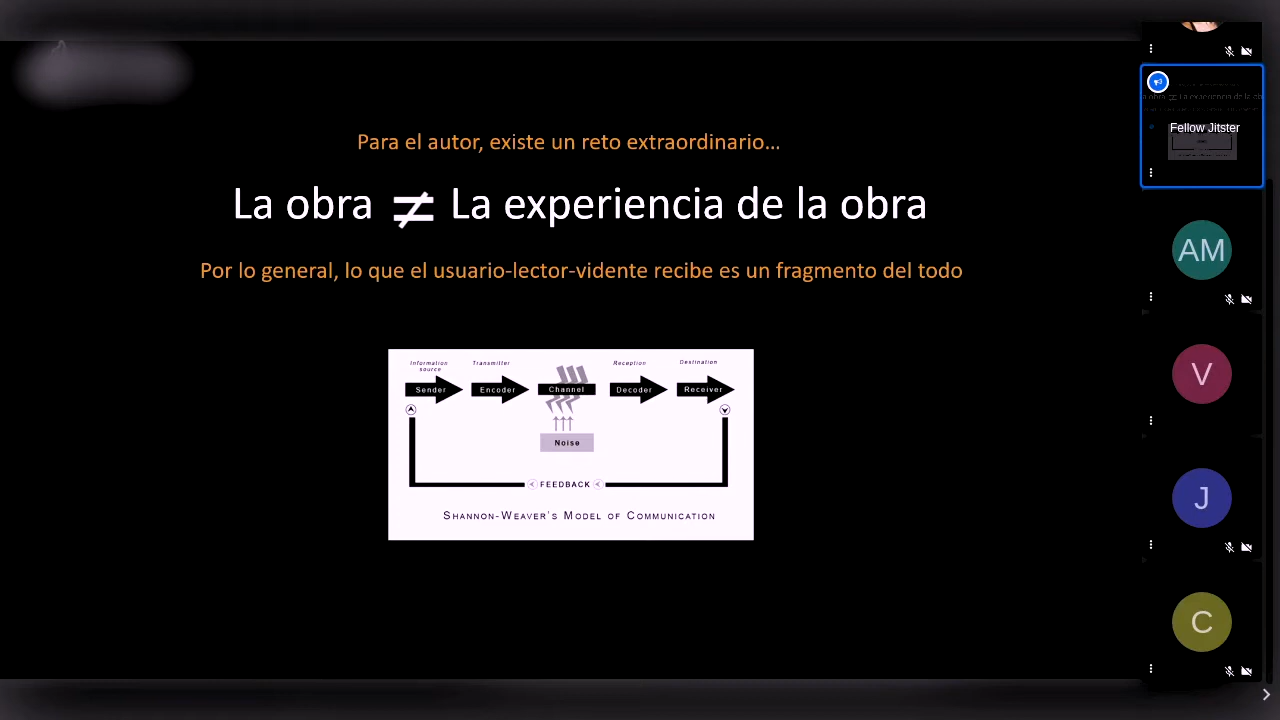 Para el autor, existe un reto extraordinario...
La obra ≠ La experiencia de la obra
Por lo general, lo que el usuario-lector-vidente recibe es un fragmento del todo
Information source
Transmitter
Reception
Destination
Sender
Encoder
Channel
Decoder
Receiver
Noise
FEEDBACK
SHANNON-WEAVER'S MODEL OF COMMUNICATION
Fellow Jitster
AM
V
J
C